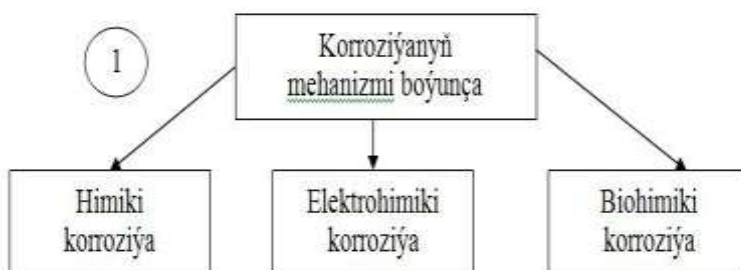 1
Korroziýanyň
mehanizmi boýunça
Himiki
korroziýa
Elektrohimiki
korroziýa
Biohimiki
korroziýa